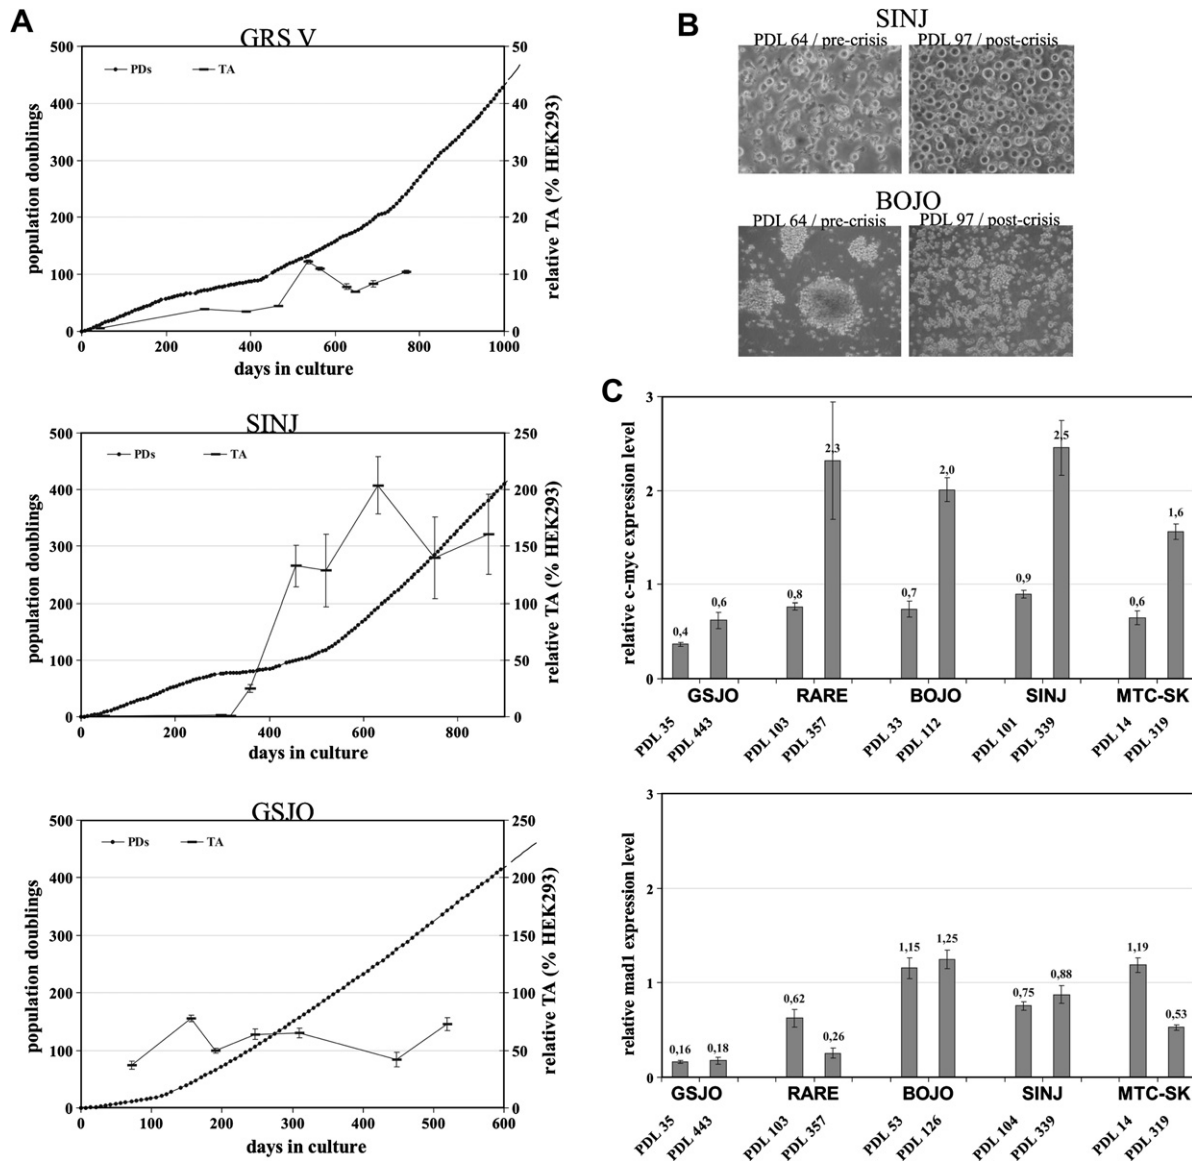 A
GRS V
500
400
300
200
100
0
50
40
30
20
10
0
PDs
TA
population doublings
relative TA (% HEK293)
0 200 400 600 800 1000
days in culture
SINJ
500
400
300
200
100
0
250
200
150
100
50
0
PDs
TA
population doublings
relative TA (% HEK293)
0 200 400 600 800
days in culture
GSJO
500
400
300
200
100
0
250
200
150
100
50
0
PDs
TA
population doublings
relative TA (% HEK293)
0 100 200 300 400 500 600
days in culture
B
SINJ
PDL 64 / pre-crisis
PDL 97 / post-crisis
BOJO
PDL 64 / pre-crisis
PDL 97 / post-crisis
C
relative c-myc expression level
3
2
1
0
0,4
0,6
0,8
2,3
0,7
2,0
0,9
2,5
0,6
1,6
GSJO RARE BOJO SINJ MTC-SK
PDL 35
PDL 443
PDL 103
PDL 357
PDL 33
PDL 112
PDL 101
PDL 339
PDL 14
PDL 319
relative mad1 expression level
3
2
1
0
0,16
0,18
0,62
0,26
1,15
1,25
0,75
0,88
1,19
0,53
GSJO RARE BOJO SINJ MTC-SK
PDL 35
PDL 443
PDL 103
PDL 357
PDL 53
PDL 126
PDL 104
PDL 339
PDL 14
PDL 319